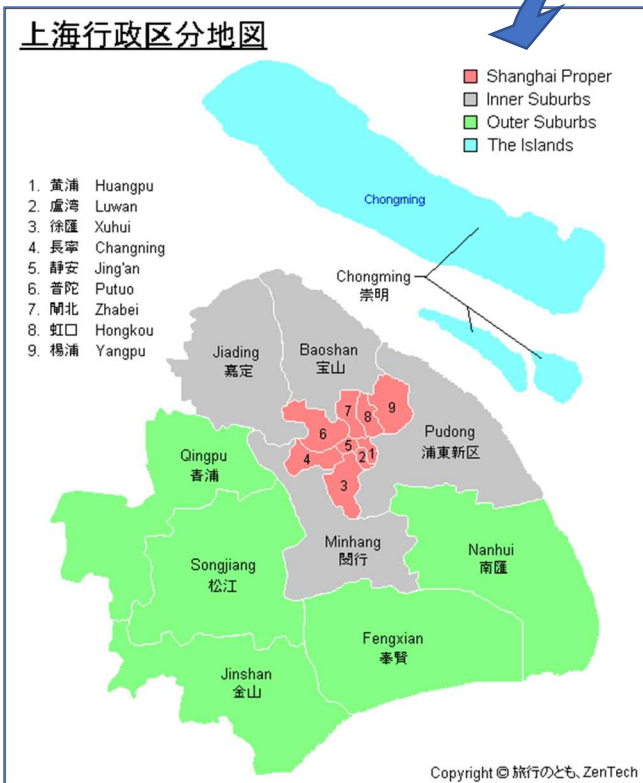 上海行政区分地図
Shanghai Proper
Inner Suburbs
Outer Suburbs
The Islands
1. 黄浦 Huangpu
2. 盧湾 Luwan
3. 徐匯 Xuhui
4. 長寧 Changning
5. 静安 Jing'an
6. 普陀 Putuo
7. 閘北 Zhabei
8. 虹口 Hongkou
9. 楊浦 Yangpu
Chongming
Chongming
崇明
Jiading
嘉定
Baoshan
宝山
7
8
9
6
5
4
2
1
3
Pudong
浦東新区
Qingpu
青浦
Minhang
閔行
Songjiang
松江
Nanhui
南匯
Fengxian
奉賢
Jinshan
金山
Copyright © 旅行のとも、ZenTech